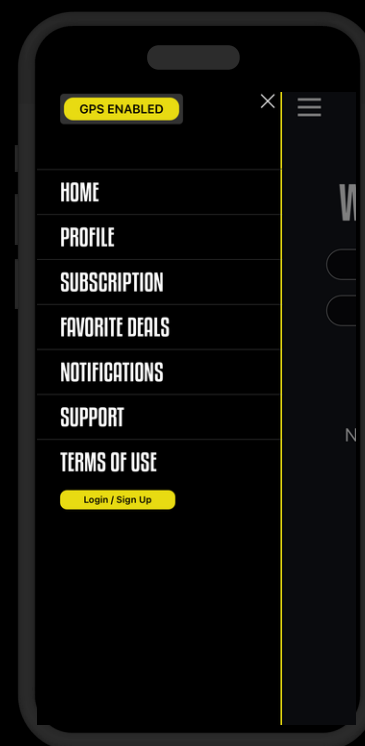 GPS ENABLED
HOME
PROFILE
SUBSCRIPTION
FAVORITE DEALS
NOTIFICATIONS
SUPPORT
TERMS OF USE
Login / Sign Up